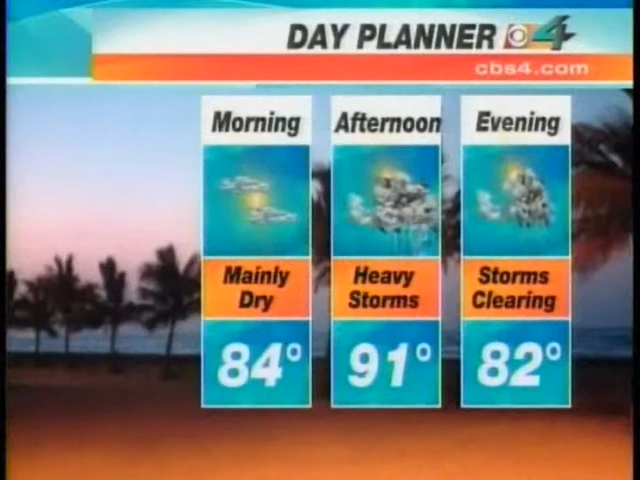 DAY PLANNER 4
cbs4.com
Morning Afternoon Evening
Mainly Dry
Heavy Storms
Storms Clearing
84° 91° 82°